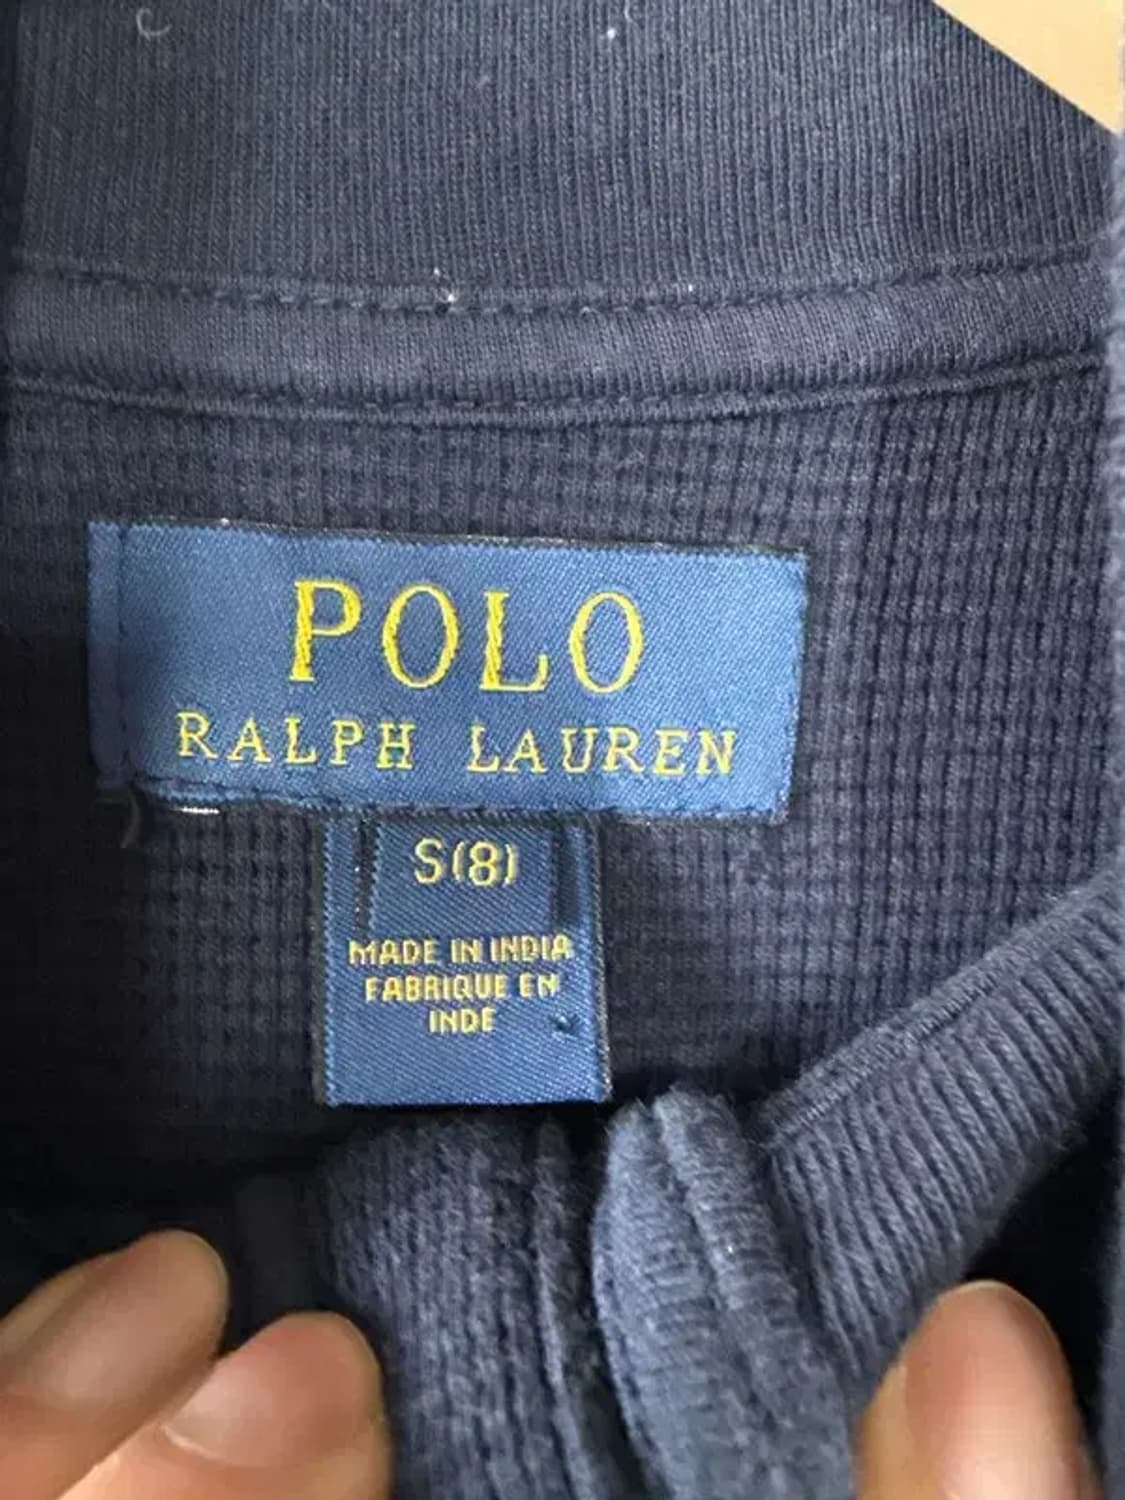 POLO
RALPH LAUREN
S(8)
MADE IN INDIA
FABRIQUE EN
INDE